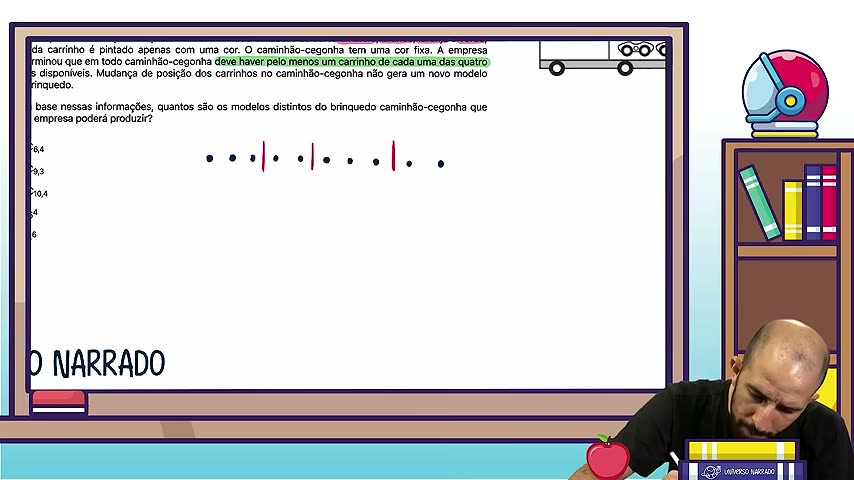 da carrinho é pintado apenas com uma cor. O caminhão-cegonha tem uma cor fixa. A empresa
rminou que em todo caminhão-cegonha deve haver pelo menos um carrinho de cada uma das quatro
s disponíveis. Mudança de posição dos carrinhos no caminhão-cegonha não gera um novo modelo
rinquedo.
base nessas informações, quantos são os modelos distintos do brinquedo caminhão-cegonha que
empresa poderá produzir?
6,4
9,3
10,4
4
6
O NARRADO
UNIVERSO NARRADO